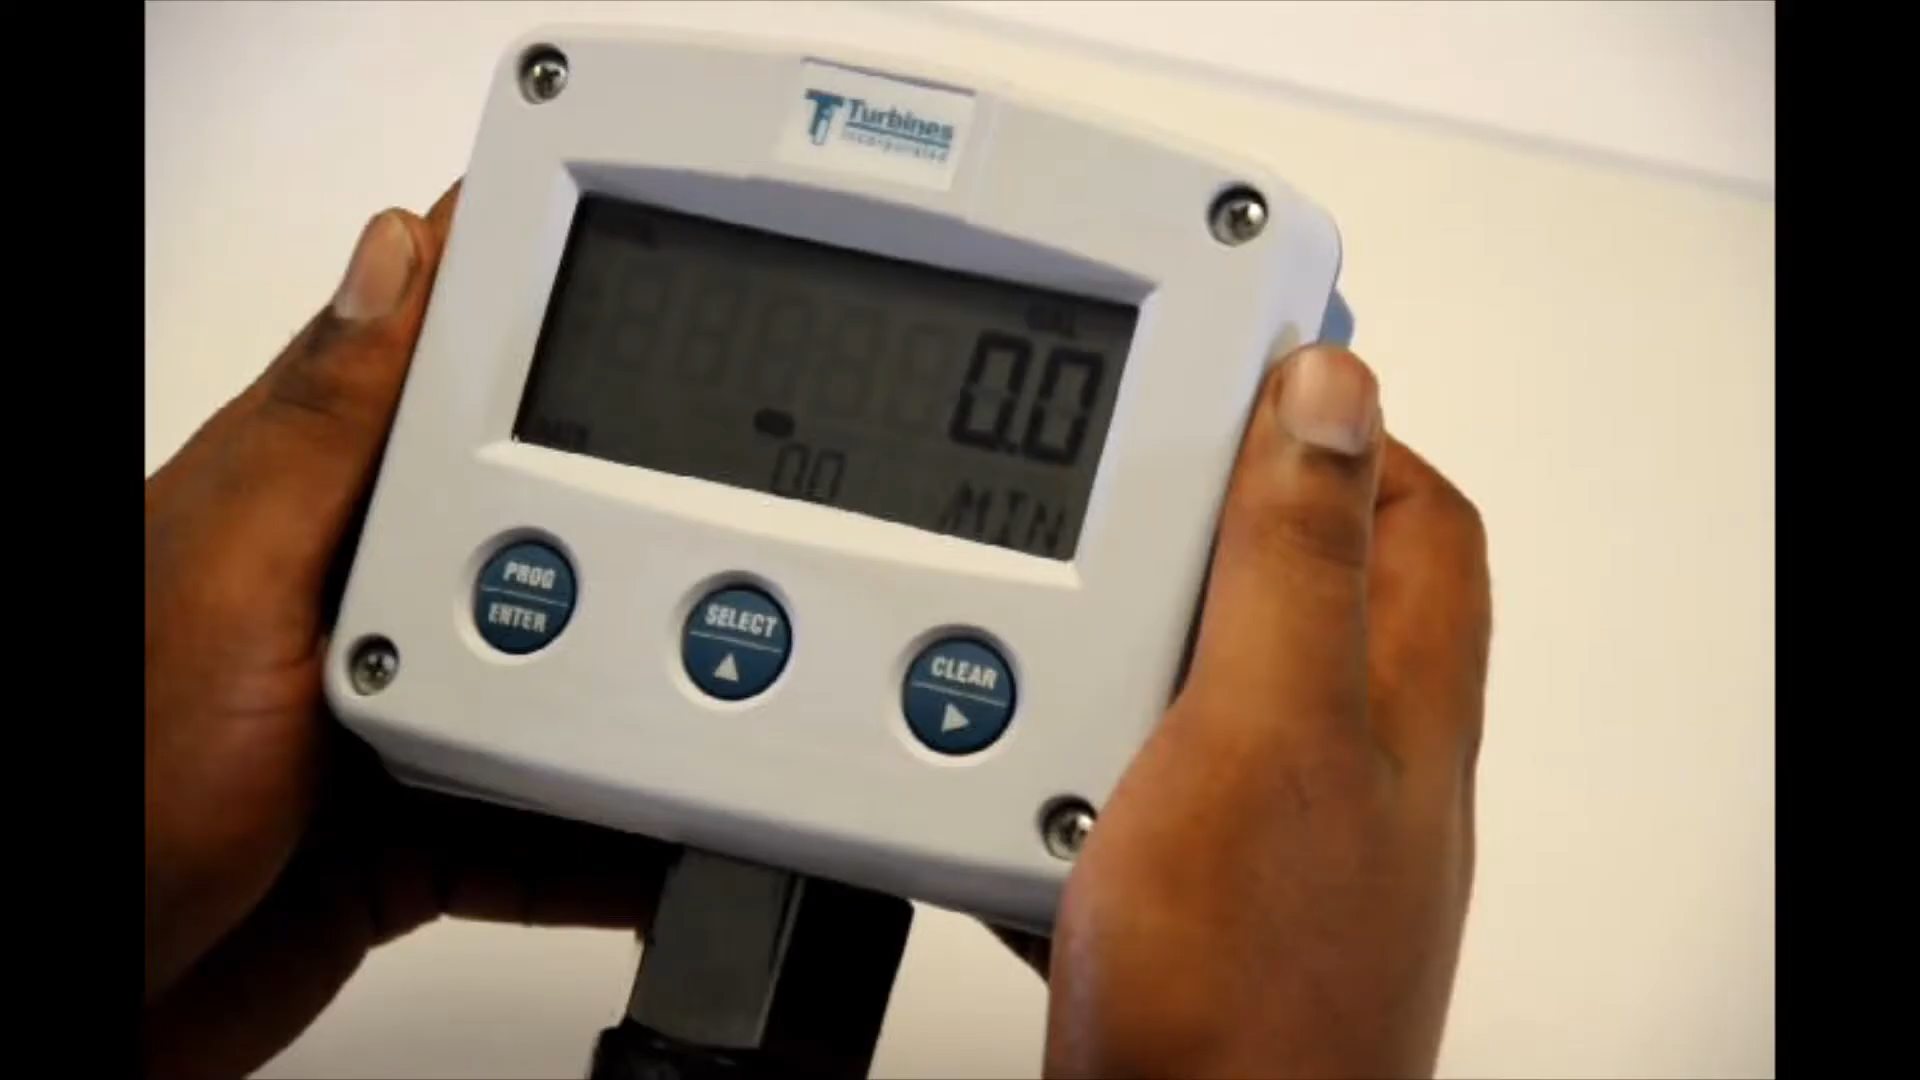 Turbines
Incorporated
0.0
00
/MIN
PROG
ENTER
SELECT
CLEAR